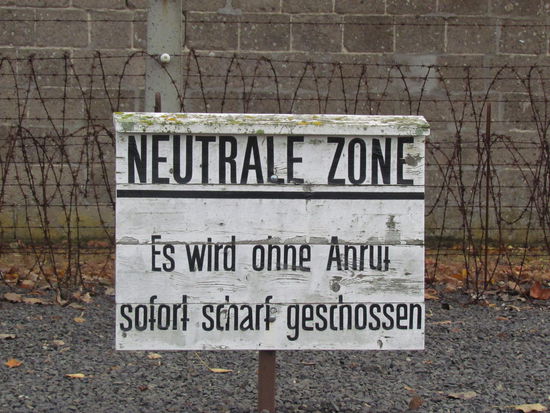 NEUTRALE ZONE
Es wird ohne Anruf
sofort scharf geschossen